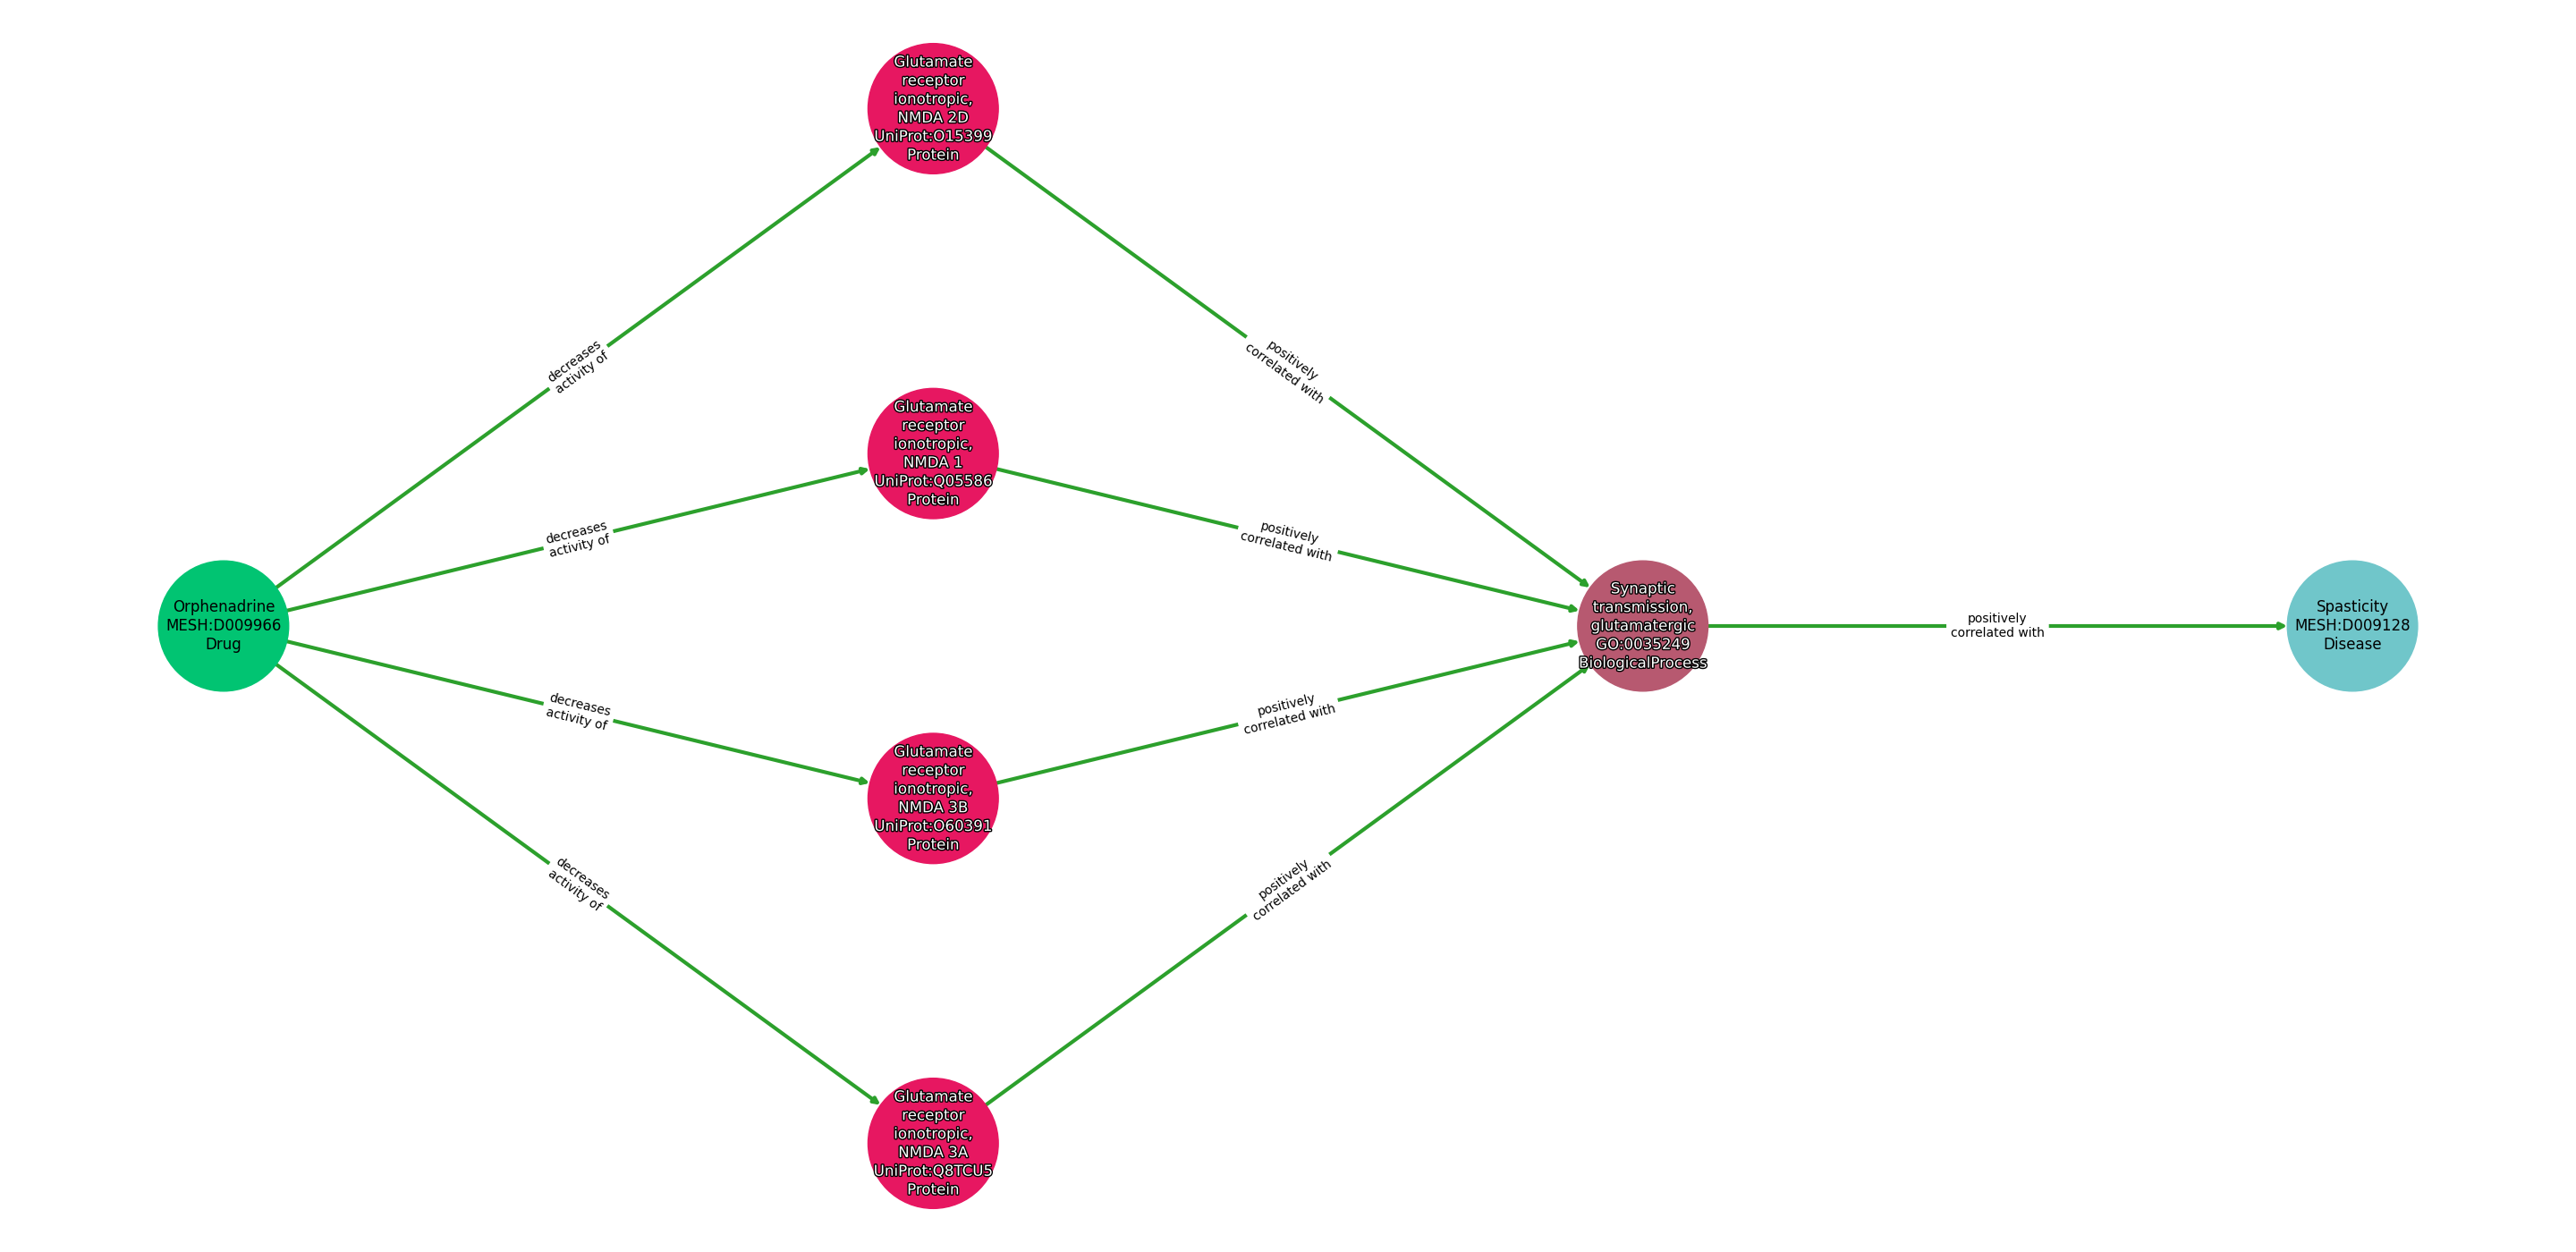 Glutamate
receptor
ionotropic,
NMDA 2D
UniProt:O15399
Protein
decreases
activity of
positively
correlated with
Glutamate
receptor
ionotropic,
NMDA 1
UniProt:Q05586
Protein
decreases
activity of
positively
correlated with
Orphenadrine
MESH:D009966
Drug
Synaptic
transmission,
glutamatergic
GO:0035249
BiologicalProcess
positively
correlated with
Spasticity
MESH:D009128
Disease
decreases
activity of
positively
correlated with
Glutamate
receptor
ionotropic,
NMDA 3B
UniProt:O60391
Protein
decreases
activity of
positively
correlated with
Glutamate
receptor
ionotropic,
NMDA 3A
UniProt:Q8TCU5
Protein